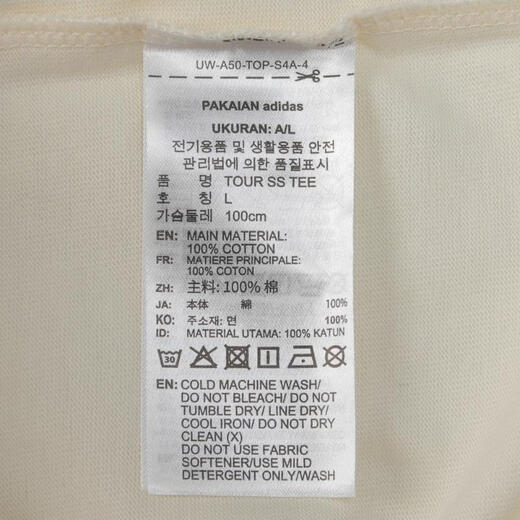 UW-A50-TOP-S4A-4
PAKAIAN adidas
UKURAN: A/L
전기용품 및 생활용품 안전
관리법에 의한 품질표시
품 명 TOUR SS TEE
호 칭 L
가슴둘레 100cm
EN: MAIN MATERIAL:
100% COTTON
FR: MATIERE PRINCIPALE:
100% COTON
ZH: 主料:100% 棉
JA: 本体 綿 100%
KO: 주소재: 면 100%
ID: MATERIAL UTAMA: 100% KATUN
30
EN: COLD MACHINE WASH/
DO NOT BLEACH/ DO NOT
TUMBLE DRY/ LINE DRY/
COOL IRON/ DO NOT DRY
CLEAN (X)
DO NOT USE FABRIC
SOFTENER/USE MILD
DETERGENT ONLY/WASH